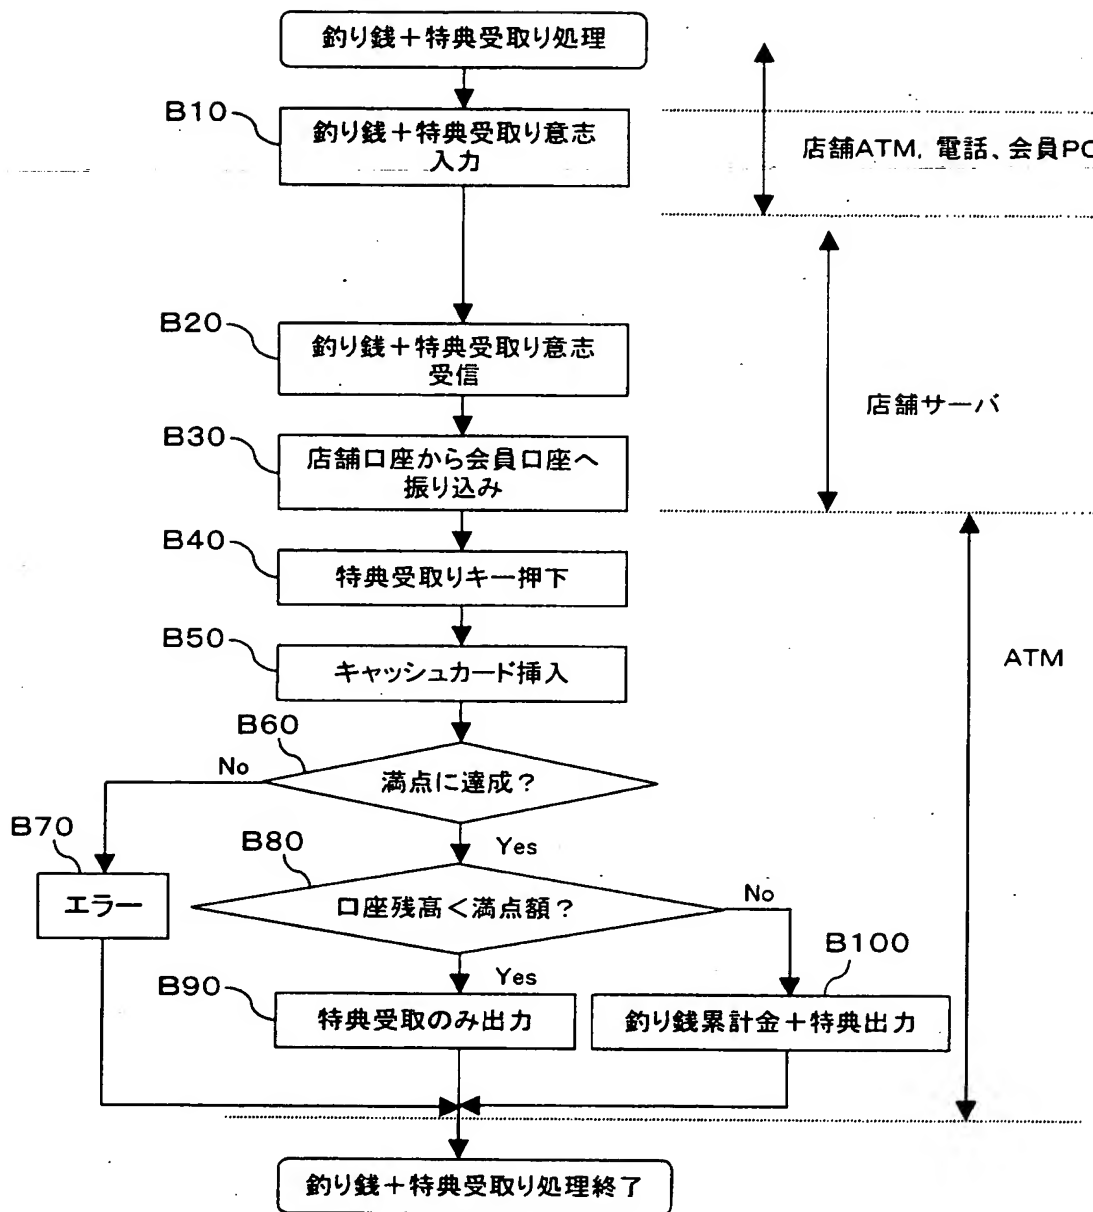 釣り銭＋特典受取り処理
B10
釣り銭＋特典受取り意志
入力
店舗ATM, 電話、会員PC
B20
釣り銭＋特典受取り意志
受信
店舗サーバ
B30
店舗口座から会員口座へ
振り込み
B40
特典受取りキー押下
B50
キャッシュカード挿入
ATM
B60
No
満点に達成？
B70
エラー
Yes
B80
口座残高＜満点額？
No
Yes
B90
特典受取のみ出力
B100
釣り銭累計金＋特典出力
釣り銭＋特典受取り処理終了